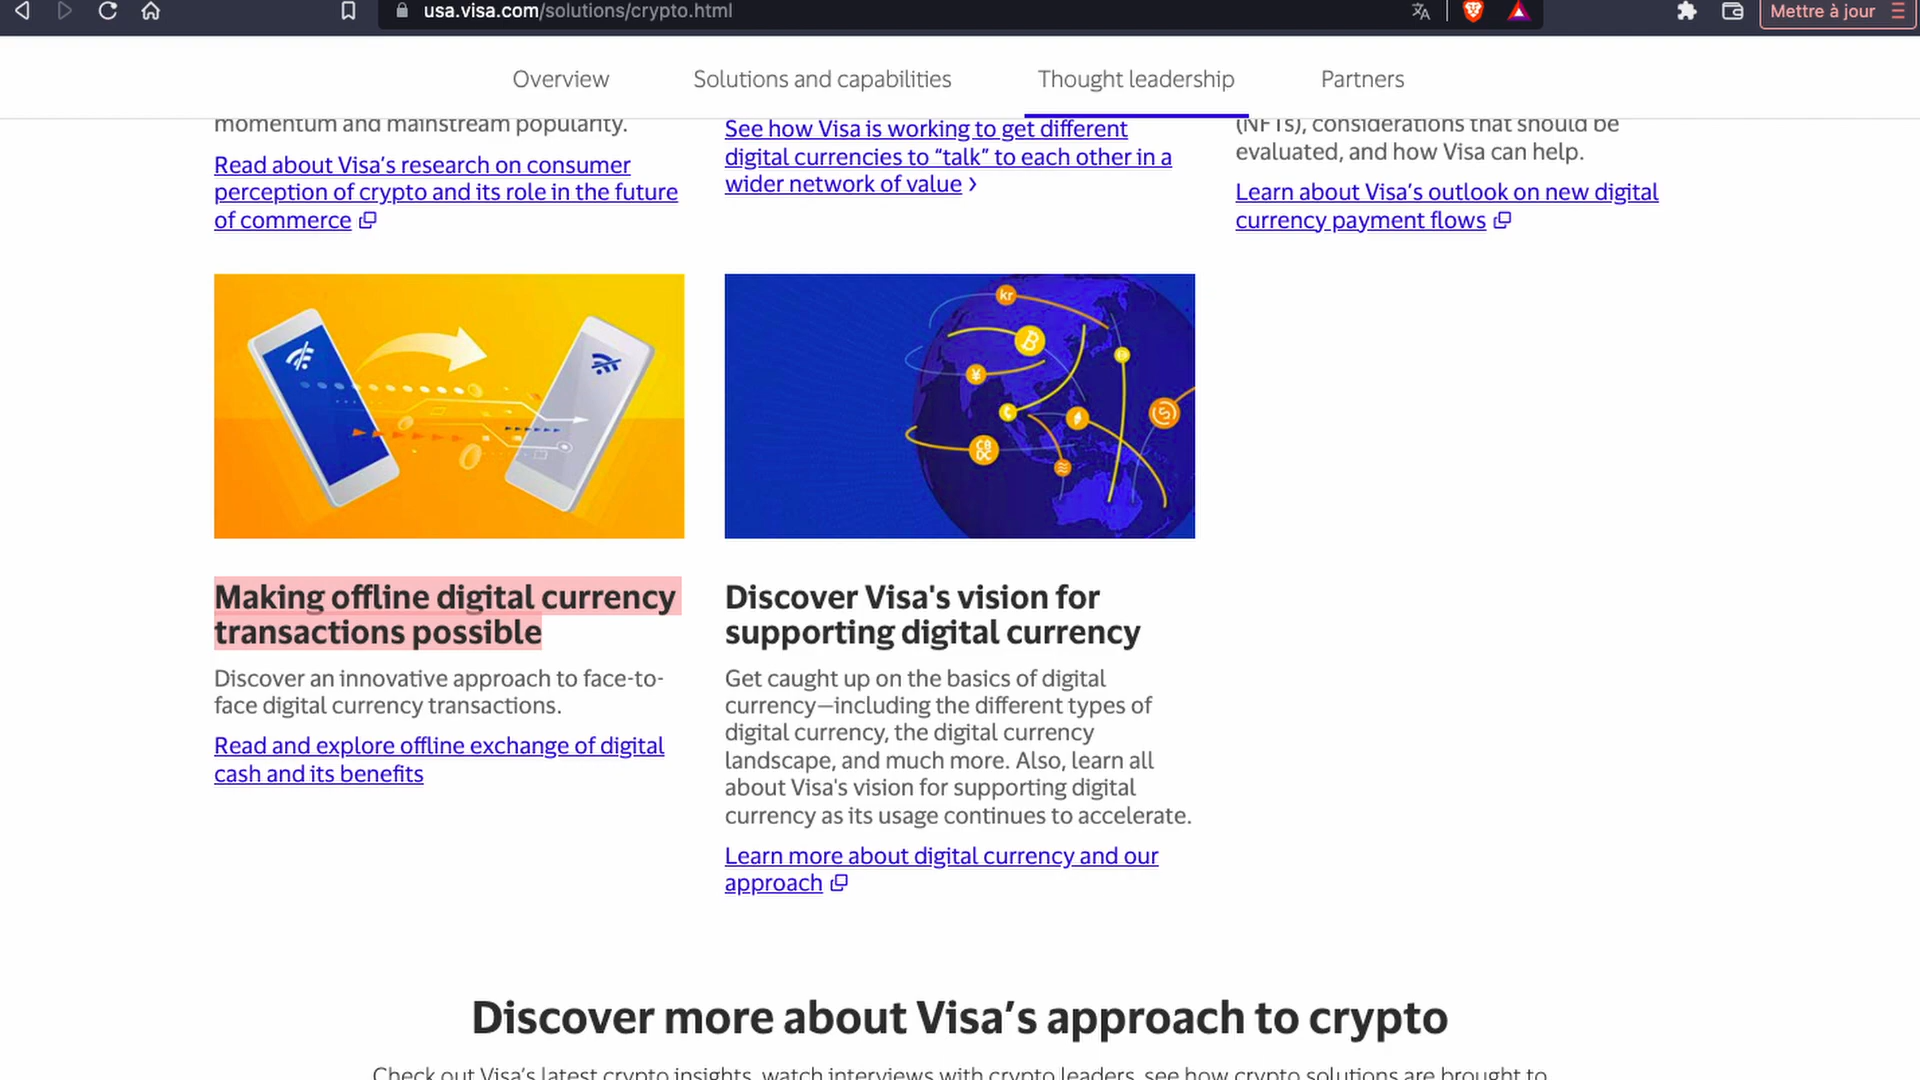 usa.visa.com/solutions/crypto.html
Mettre à jour
Overview
Solutions and capabilities
Thought leadership
Partners
momentum and mainstream popularity.
Read about Visa’s research on consumer
perception of crypto and its role in the future
of commerce
See how Visa is working to get different
digital currencies to “talk” to each other in a
wider network of value ›
(NFTs), considerations that should be
evaluated, and how Visa can help.
Learn about Visa’s outlook on new digital
currency payment flows
kr
CB
DC
Making offline digital currency
transactions possible
Discover an innovative approach to face-to-
face digital currency transactions.
Read and explore offline exchange of digital
cash and its benefits
Discover Visa's vision for
supporting digital currency
Get caught up on the basics of digital
currency—including the different types of
digital currency, the digital currency
landscape, and much more. Also, learn all
about Visa's vision for supporting digital
currency as its usage continues to accelerate.
Learn more about digital currency and our
approach
Discover more about Visa’s approach to crypto
Check out Visa’s latest crypto insights, watch interviews with crypto leaders, see how crypto solutions are brought to